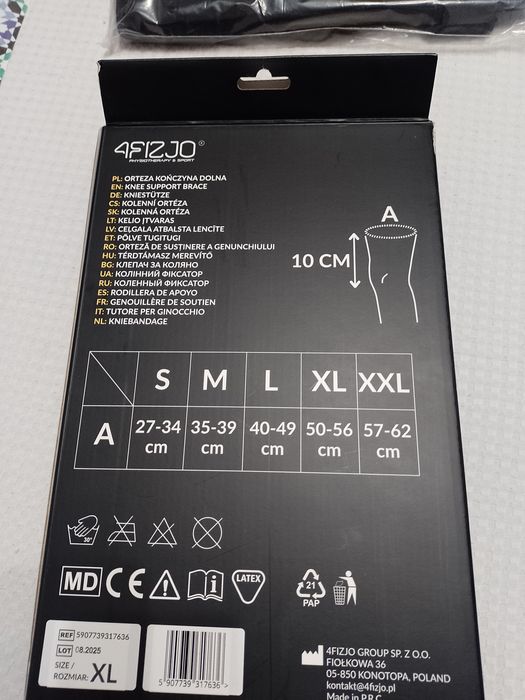 4FIZJO®
PHYSIOTHERAPY & SPORT
PL: ORTEZA KOŃCZYNA DOLNA
EN: KNEE SUPPORT BRACE
DE: KNIESTÜTZE
CS: KOLENNÍ ORTÉZA
SK: KOLENNÁ ORTÉZA
LT: KELIO ĮTVARAS
LV: CELGALA ATBALSTA LENCĪTE
ET: PÕLVE TUGITUGI
RO: ORTEZĂ DE SUSȚINERE A GENUNCHIULUI
HU: TÉRDTÁMASZ MEREVÍTŐ
BG: КЛЕПАЧ ЗА КОЛЯНО
UA: КОЛІННИЙ ФІКСАТОР
RU: КОЛЕННЫЙ ФИКСАТОР
ES: RODILLERA DE APOYO
FR: GENOUILLÈRE DE SOUTIEN
IT: TUTORE PER GINOCCHIO
NL: KNIEBANDAGE
A
10 CM
S M L XL XXL
A 27-34 cm 35-39 cm 40-49 cm 50-56 cm 57-62 cm
30°
MD CE LATEX
21
PAP
REF 5907739317636
LOT 08.2025
SIZE /
ROZMIAR: XL
5 907739 317636 >
4FIZJO GROUP SP. Z O.O.
FIOŁKOWA 36
05-850 KONOTOPA, POLAND
kontakt@4fizjo.pl
Made in P.R.C.